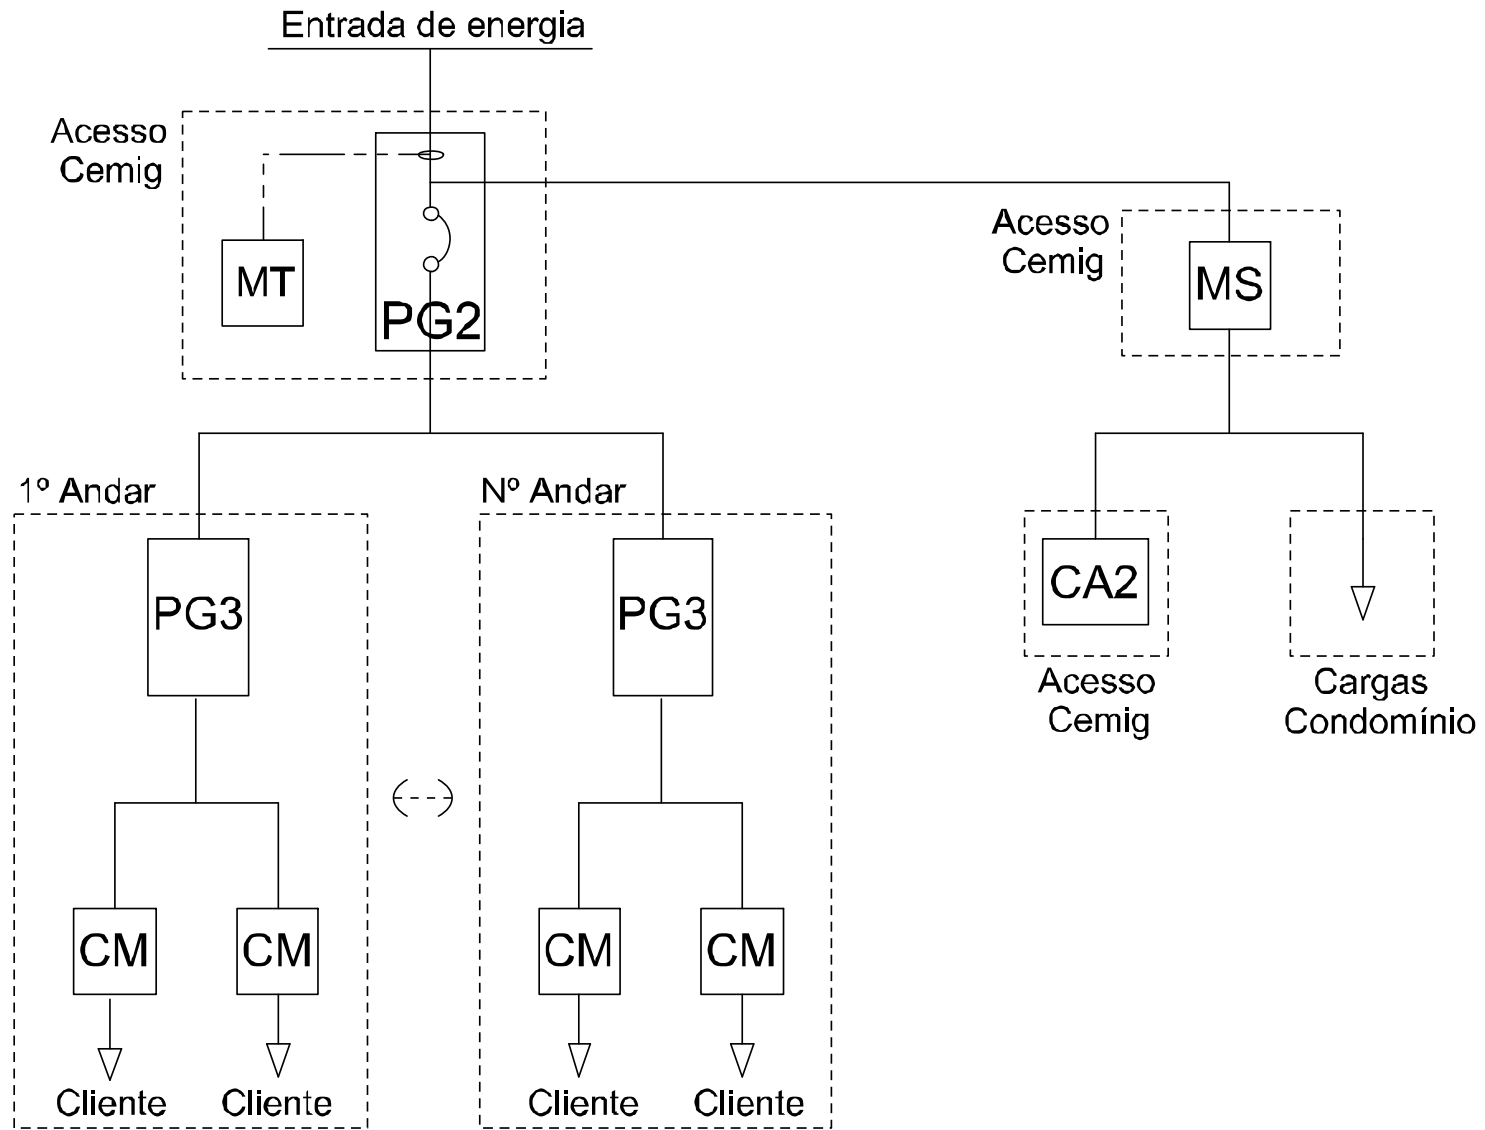 Entrada de energia
Acesso
Cemig
MT
PG2
Acesso
Cemig
MS
1º Andar
Nº Andar
PG3
PG3
CA2
Acesso
Cemig
Cargas
Condomínio
CM
CM
CM
CM
Cliente
Cliente
Cliente
Cliente